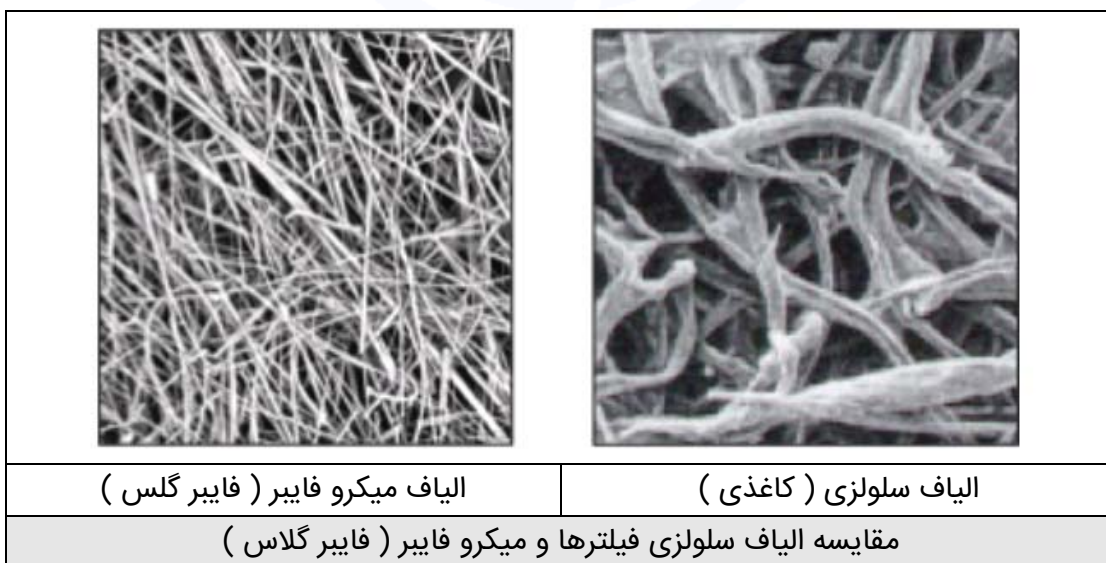 الیاف سلولزی ( کاغذی )
الیاف میکرو فایبر ( فایبر گلس )
مقایسه الیاف سلولزی فیلترها و میکرو فایبر ( فایبر گلاس )